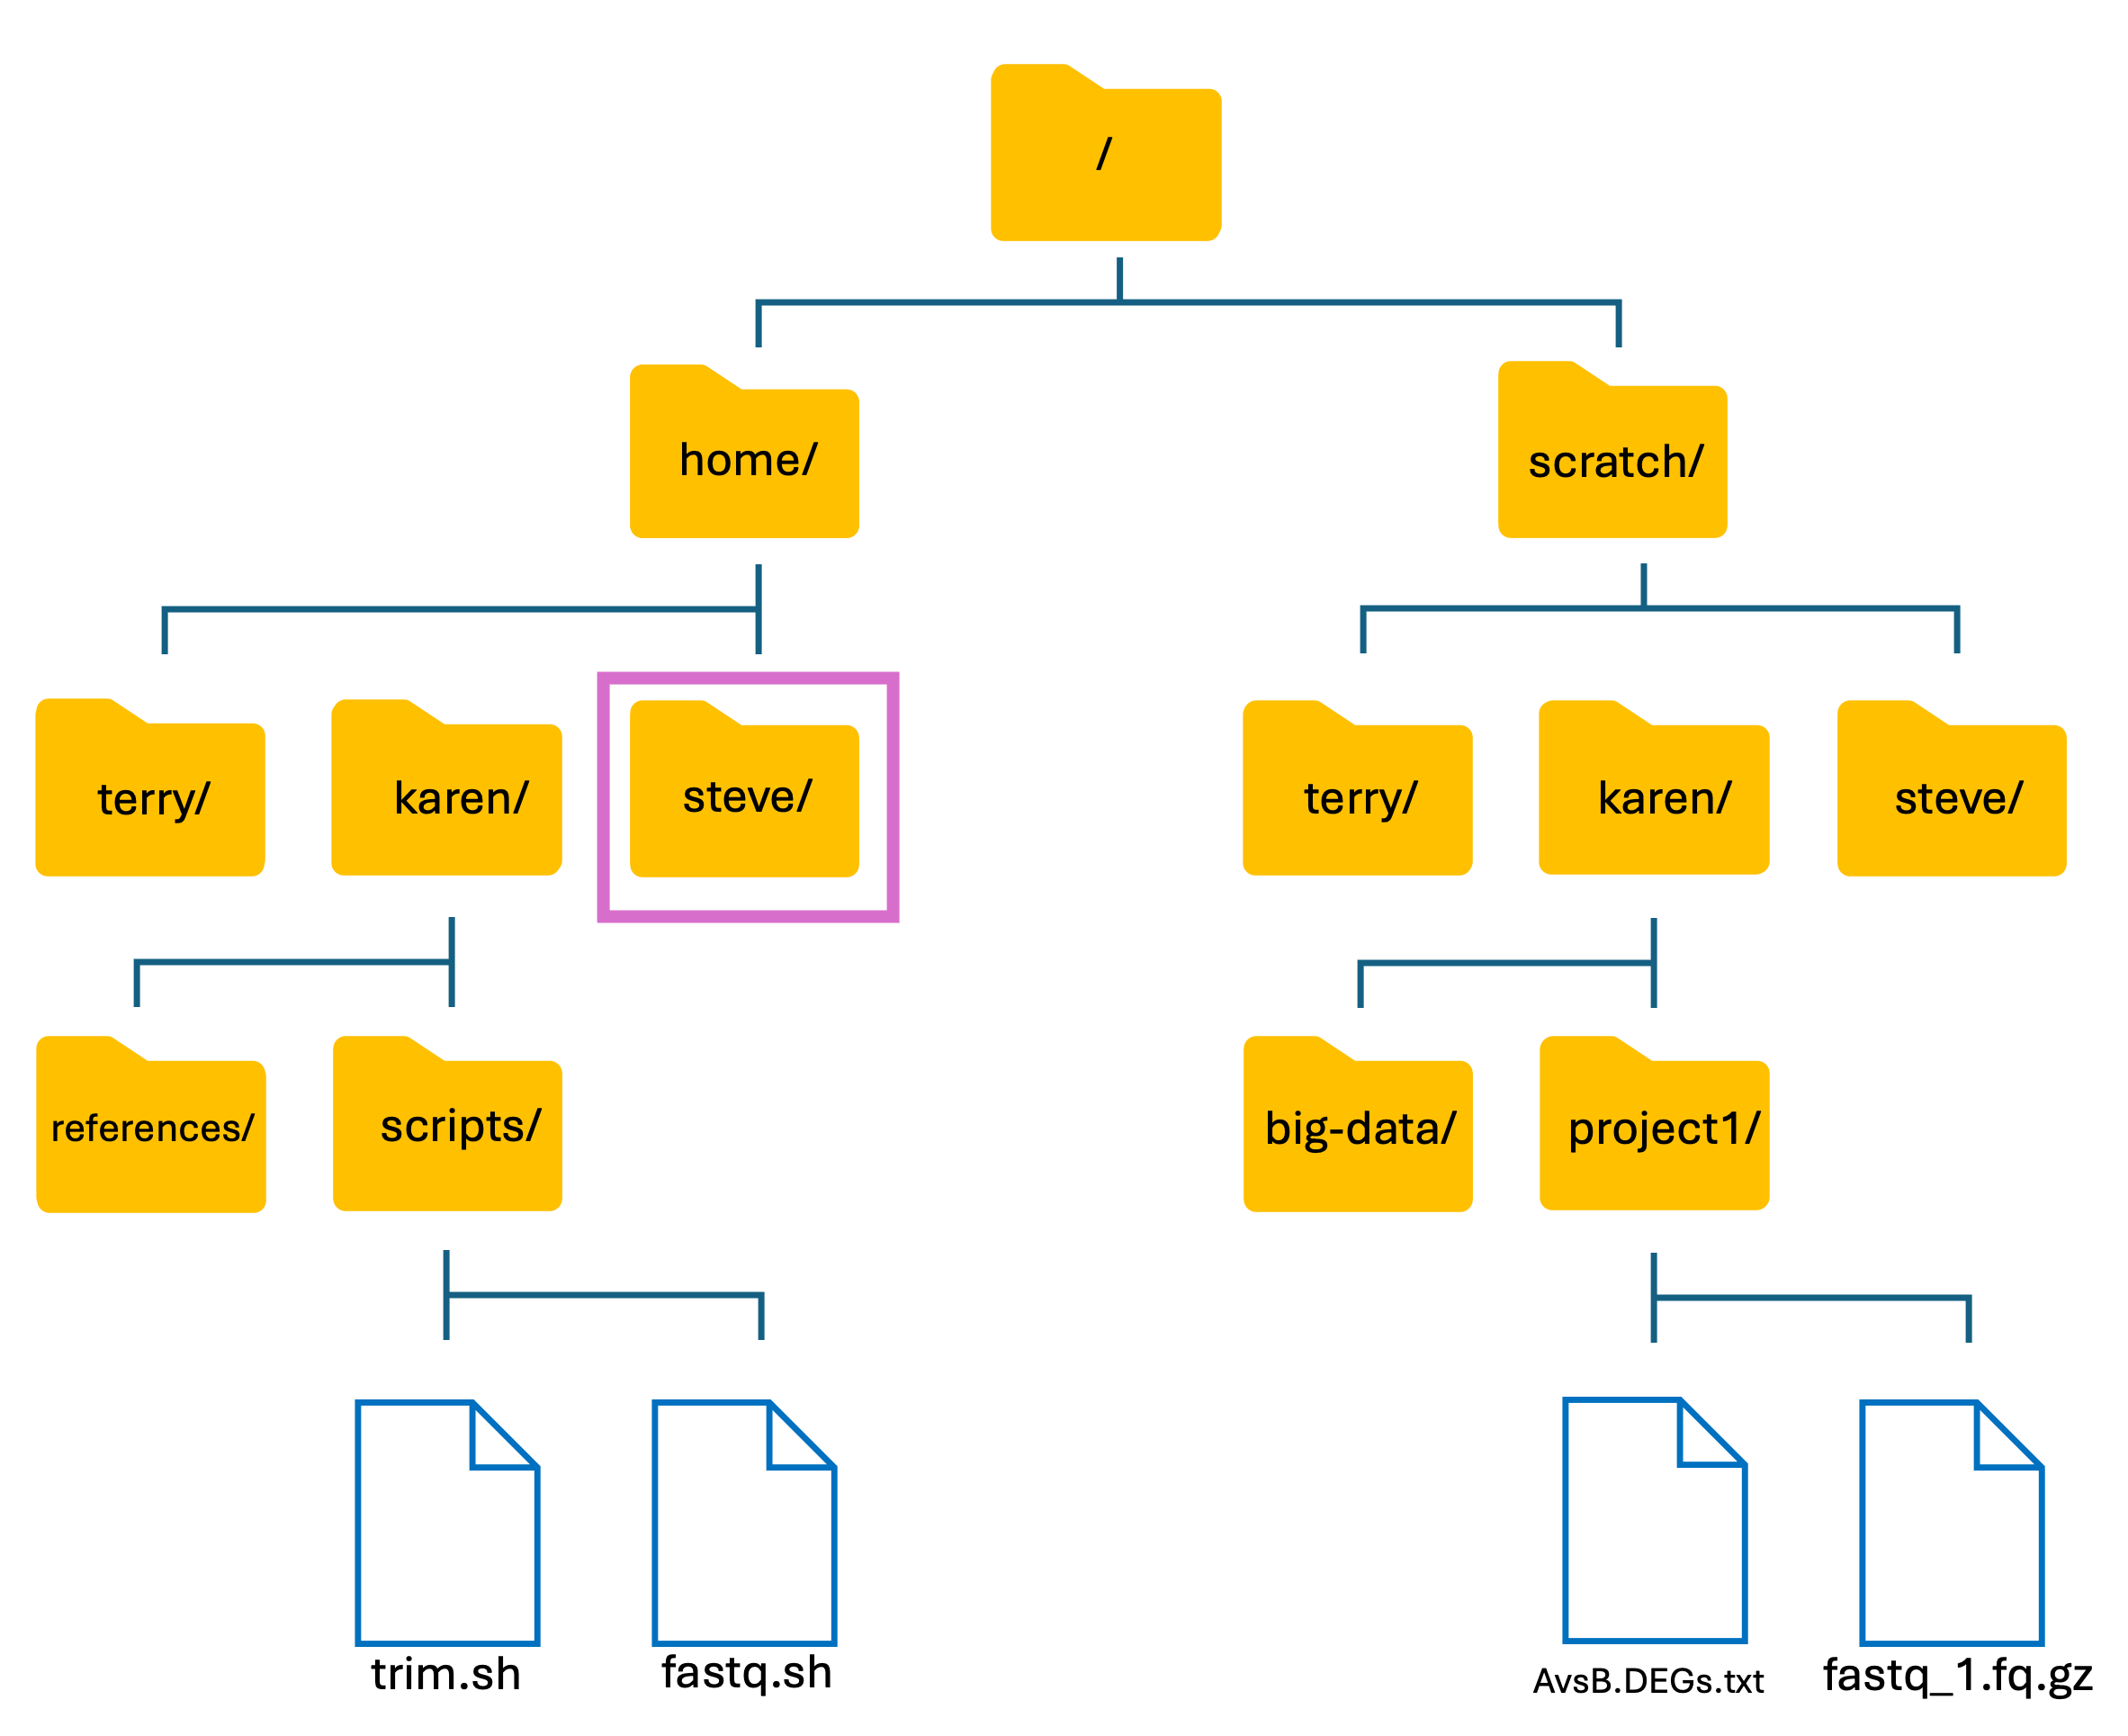 /
home/
scratch/
terry/
karen/
steve/
terry/
karen/
steve/
references/
scripts/
big-data/
project1/
trim.sh
fastq.sh
AvsB.DEGs.txt
fastq_1.fq.gz